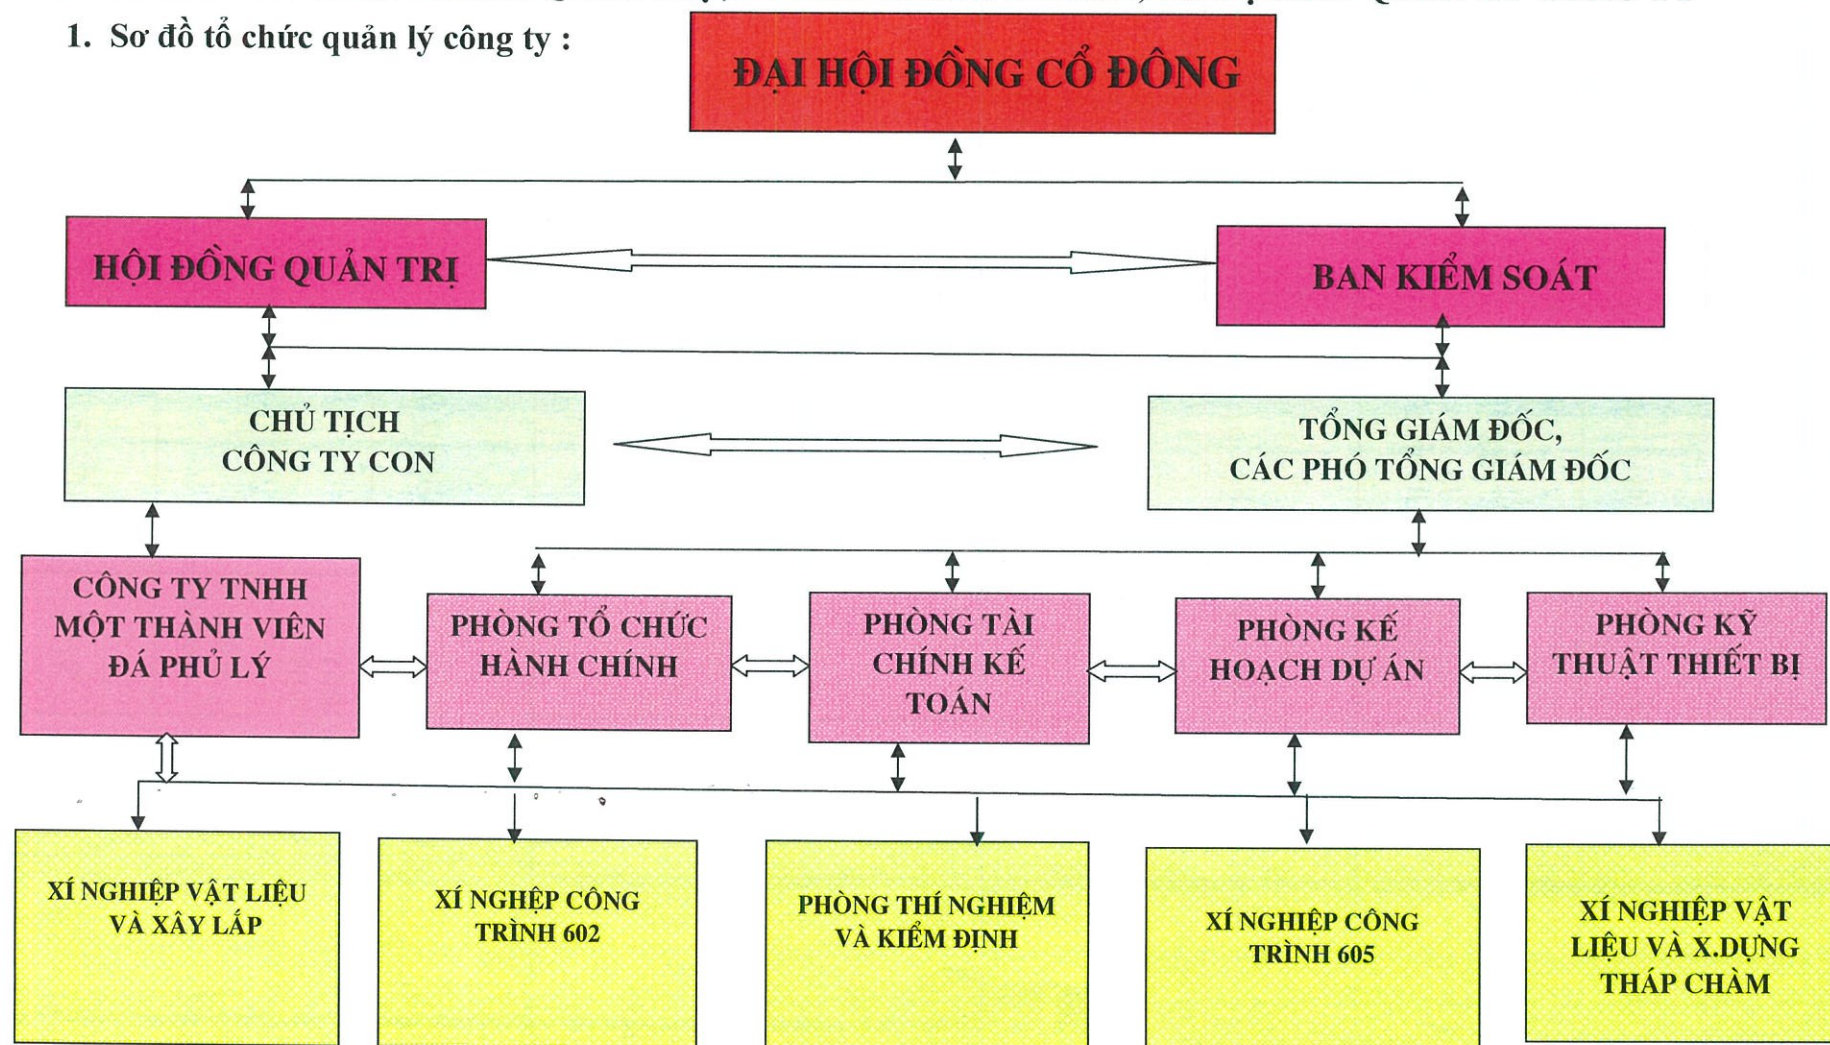 1. Sơ đồ tổ chức quản lý công ty :
ĐẠI HỘI ĐỒNG CỔ ĐÔNG
HỘI ĐỒNG QUẢN TRỊ
BAN KIỂM SOÁT
CHỦ TỊCH
CÔNG TY CON
TỔNG GIÁM ĐỐC,
CÁC PHÓ TỔNG GIÁM ĐỐC
CÔNG TY TNHH
MỘT THÀNH VIÊN
ĐÁ PHỦ LÝ
PHÒNG TỔ CHỨC
HÀNH CHÍNH
PHÒNG TÀI
CHÍNH KẾ
TOÁN
PHÒNG KẾ
HOẠCH DỰ ÁN
PHÒNG KỸ
THUẬT THIẾT BỊ
XÍ NGHIỆP VẬT LIỆU
VÀ XÂY LẮP
XÍ NGHỆP CÔNG
TRÌNH 602
PHÒNG THÍ NGHIỆM
VÀ KIỂM ĐỊNH
XÍ NGHIỆP CÔNG
TRÌNH 605
XÍ NGHIỆP VẬT
LIỆU VÀ X.DỰNG
THÁP CHÀM